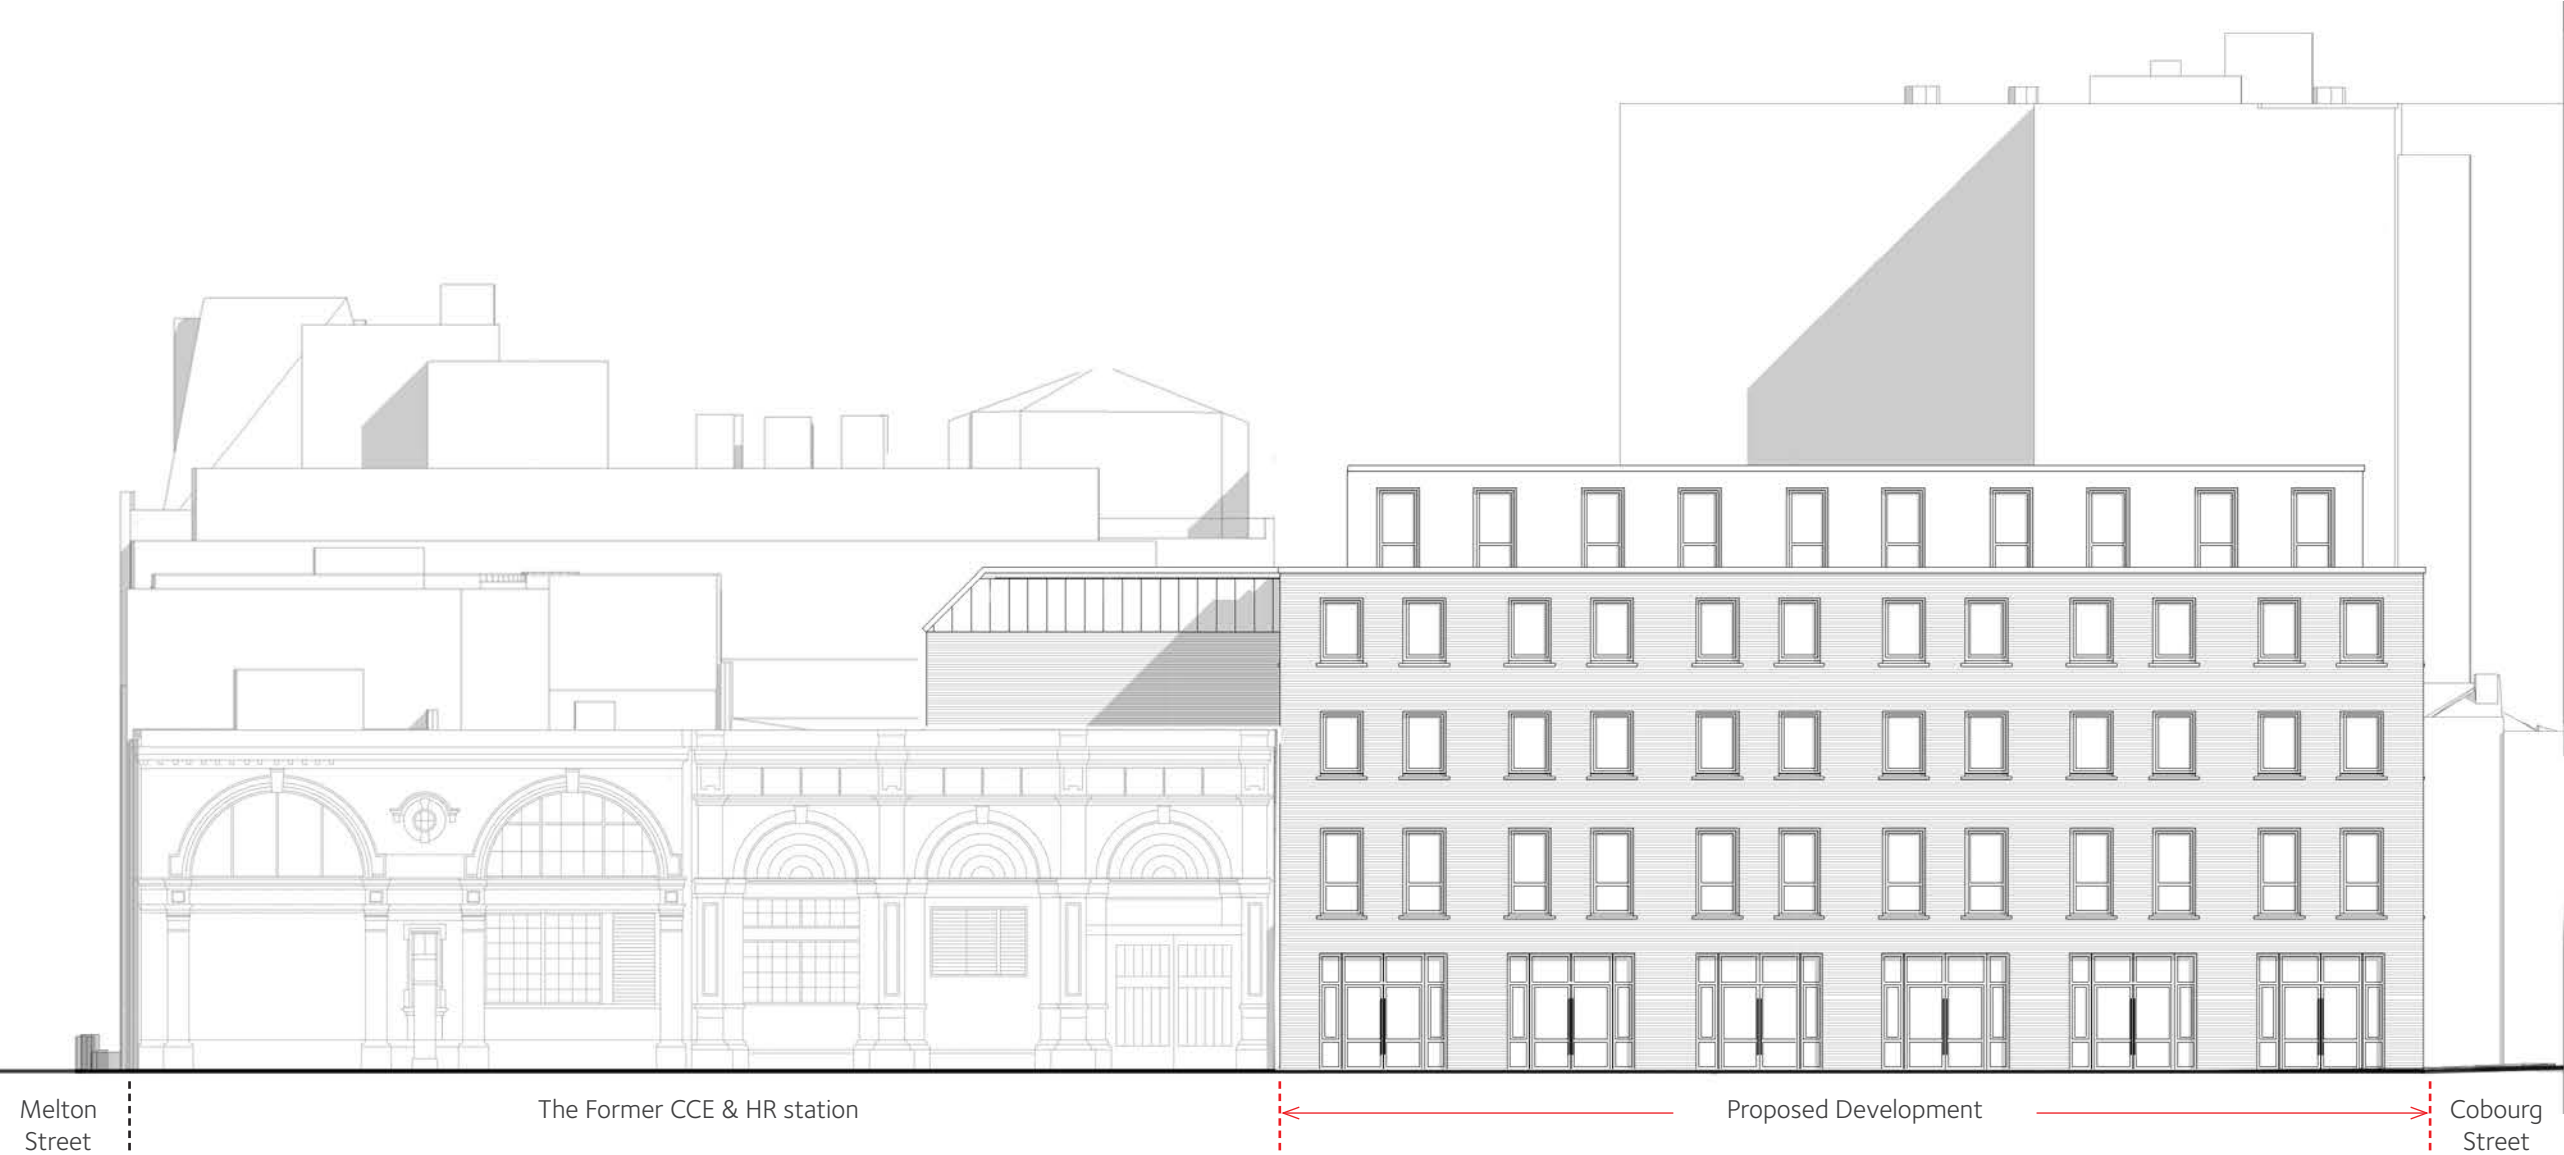 Melton
Street
The Former CCE & HR station
Proposed Development
Cobourg
Street